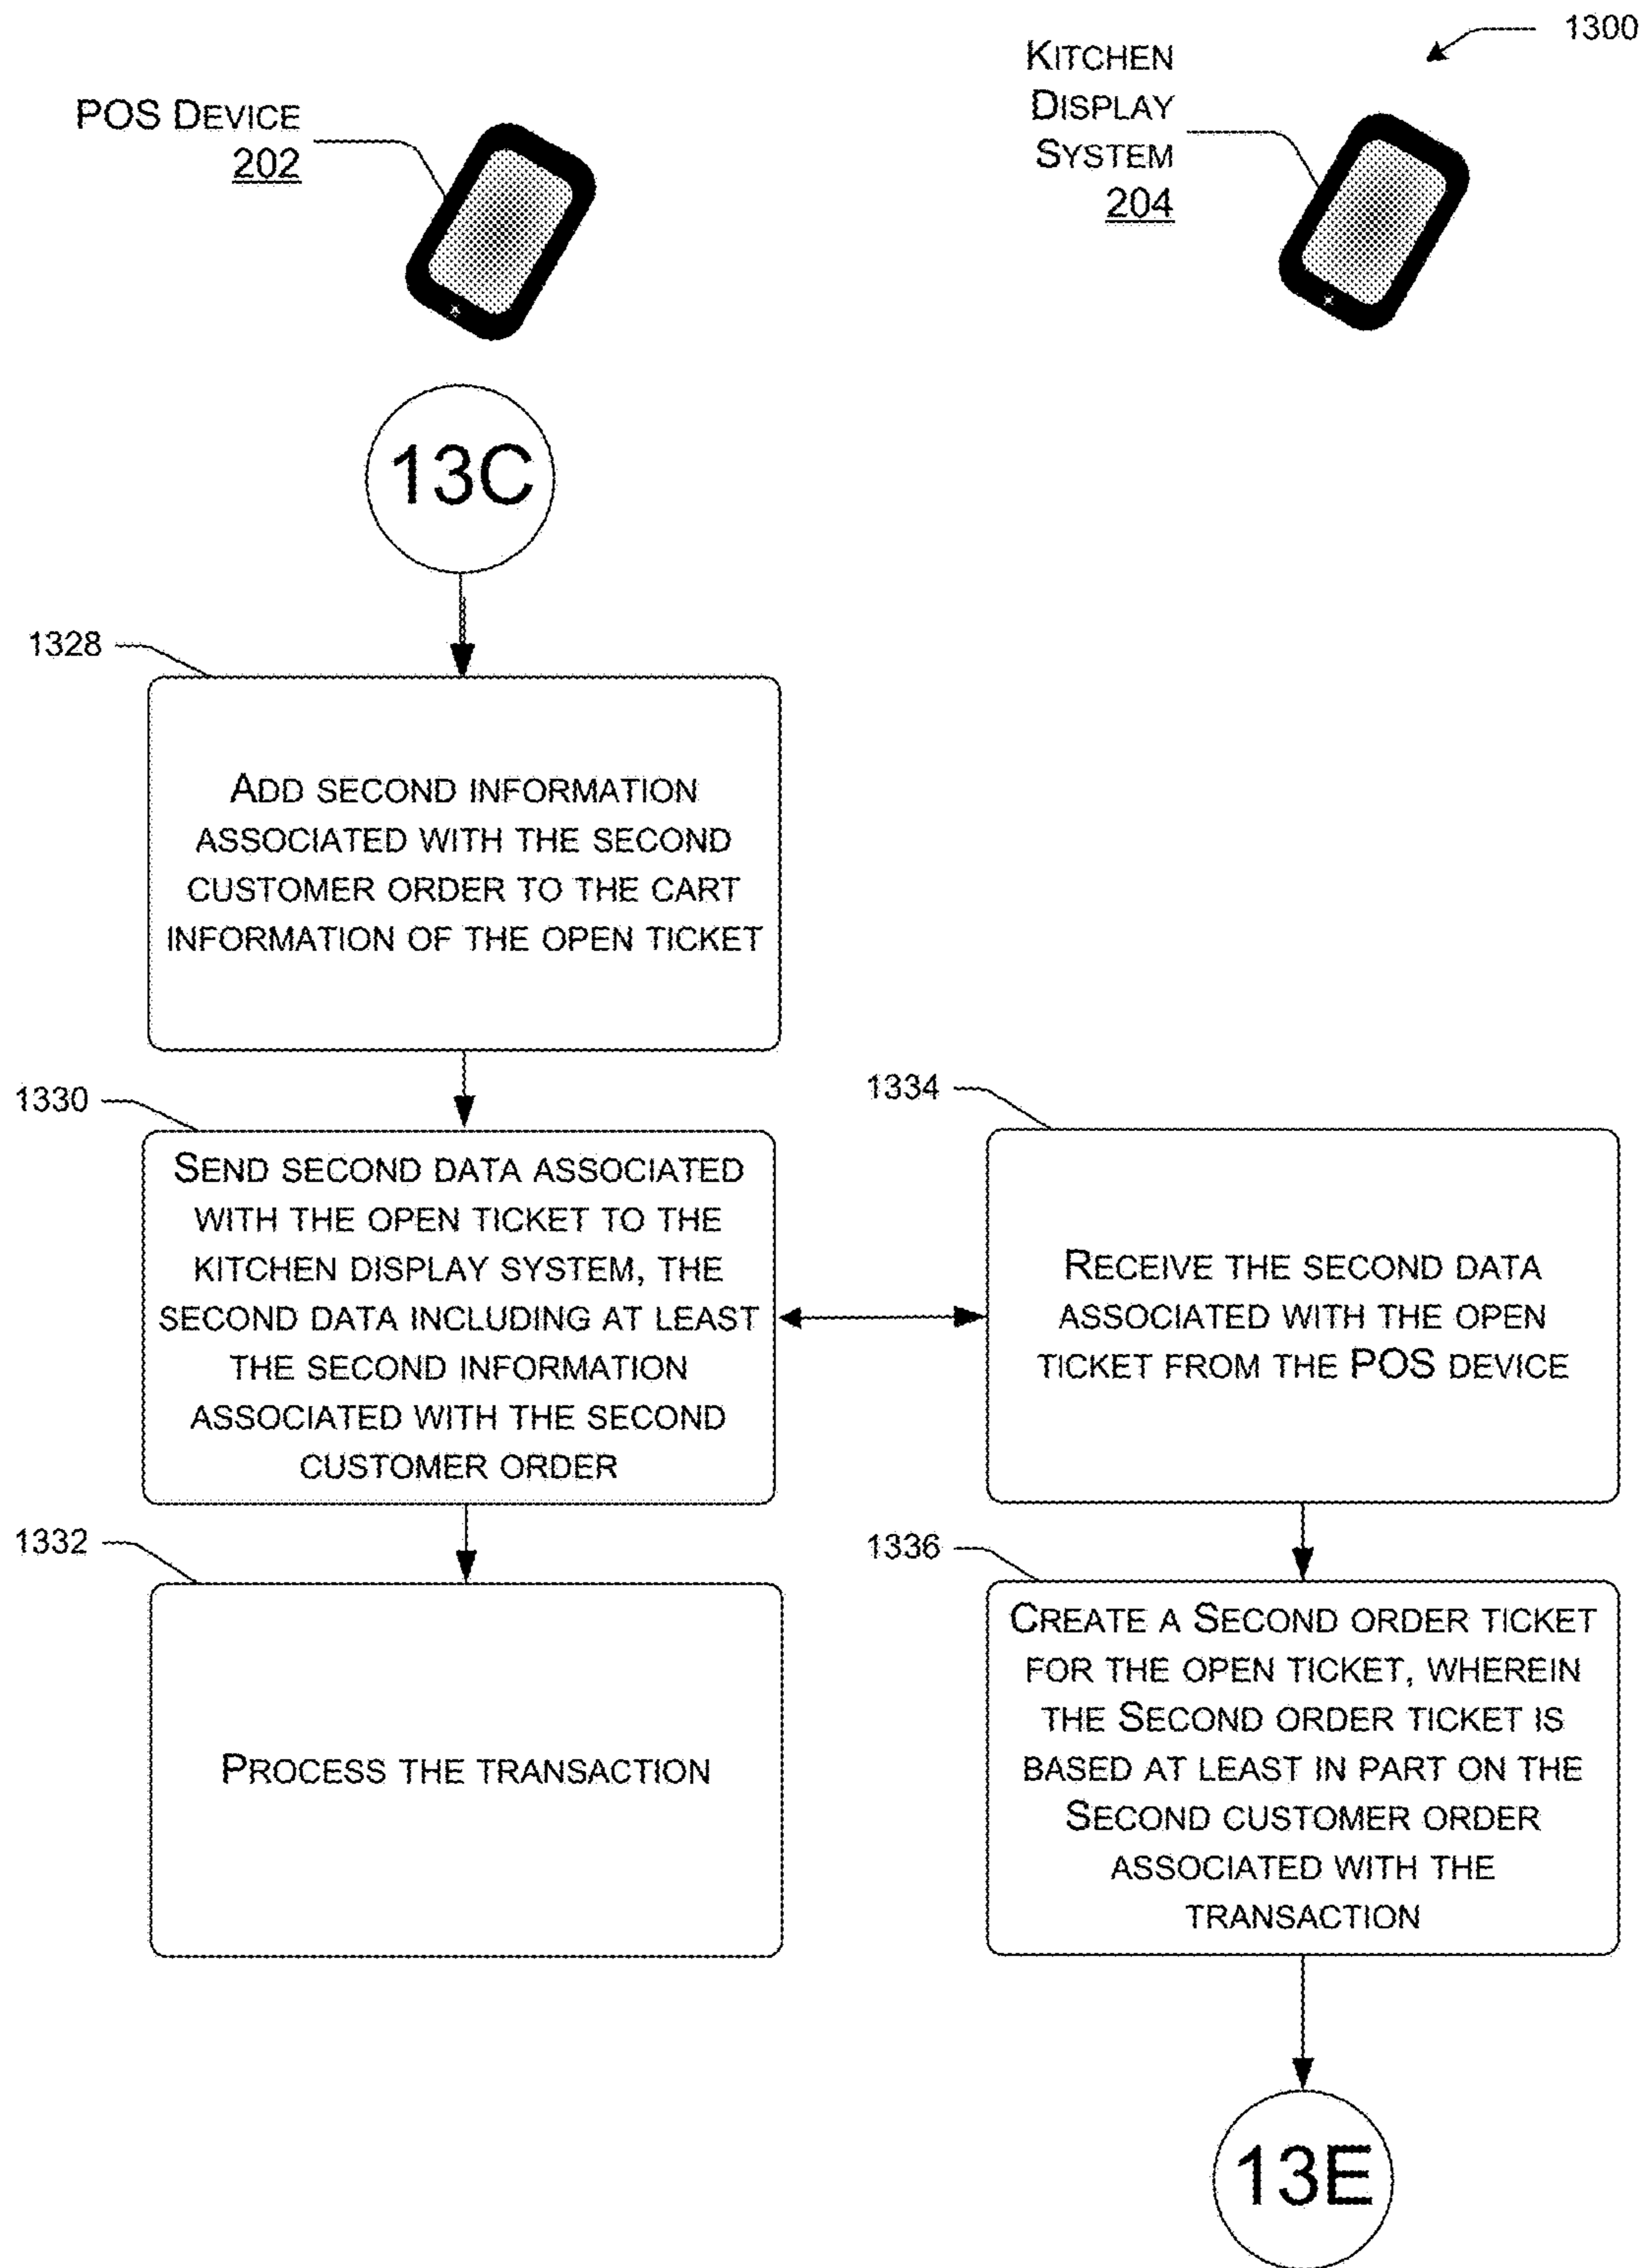 1300
POS DEVICE
202
KITCHEN
DISPLAY
SYSTEM
204
13C
1328
ADD SECOND INFORMATION
ASSOCIATED WITH THE SECOND
CUSTOMER ORDER TO THE CART
INFORMATION OF THE OPEN TICKET
1330
SEND SECOND DATA ASSOCIATED
WITH THE OPEN TICKET TO THE
KITCHEN DISPLAY SYSTEM, THE
SECOND DATA INCLUDING AT LEAST
THE SECOND INFORMATION
ASSOCIATED WITH THE SECOND
CUSTOMER ORDER
1334
RECEIVE THE SECOND DATA
ASSOCIATED WITH THE OPEN
TICKET FROM THE POS DEVICE
1332
PROCESS THE TRANSACTION
1336
CREATE A SECOND ORDER TICKET
FOR THE OPEN TICKET, WHEREIN
THE SECOND ORDER TICKET IS
BASED AT LEAST IN PART ON THE
SECOND CUSTOMER ORDER
ASSOCIATED WITH THE
TRANSACTION
13E